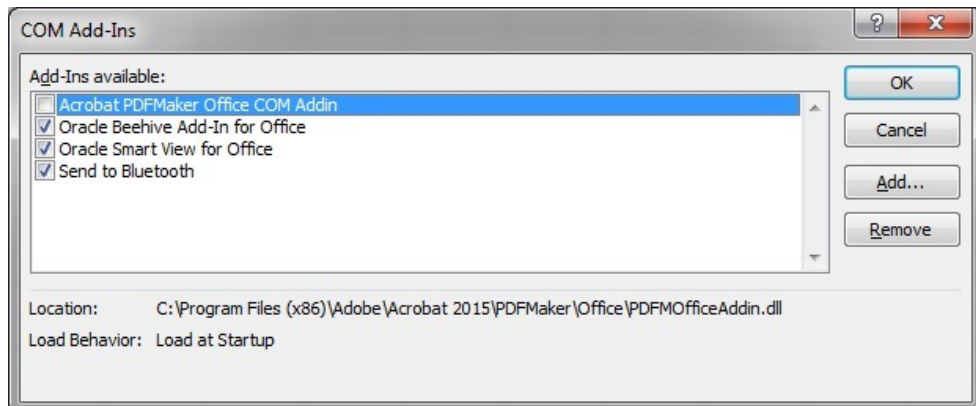 COM Add-Ins
Add-Ins available:
Acrobat PDFMaker Office COM Addin
Oracle Beehive Add-In for Office
Oracle Smart View for Office
Send to Bluetooth
OK
Cancel
Add...
Remove
Location: C:\Program Files (x86)\Adobe\Acrobat 2015\PDFMaker\Office\PDFMOfficeAddin.dll
Load Behavior: Load at Startup